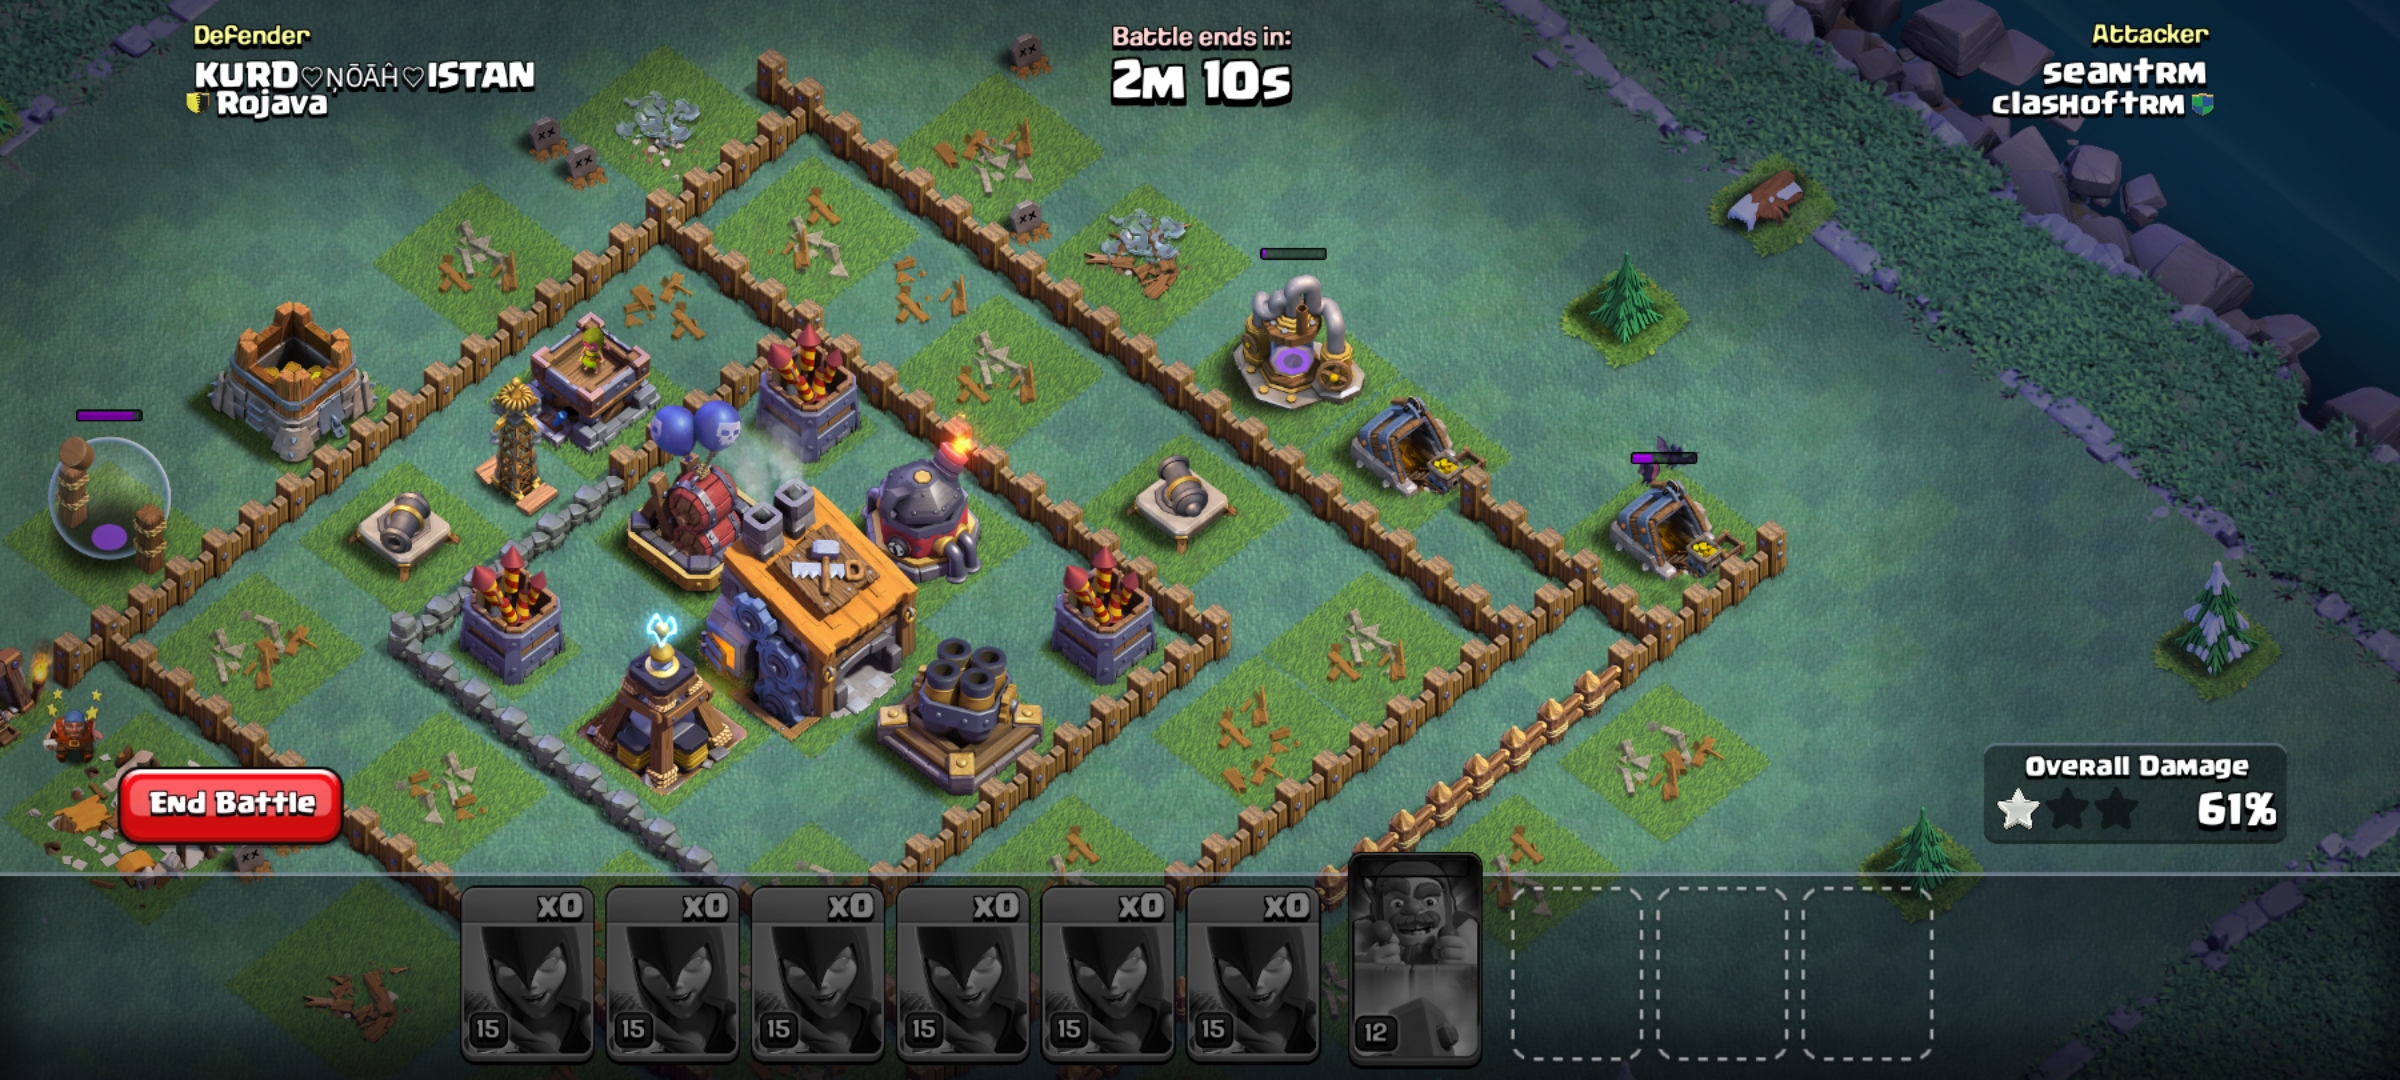 Defender
KURD♡ŅŌĀĤ♡ISTAN
Rojava
Battle ends in:
2M 10S
Attacker
seantRM
clashoftRM
Overall Damage
61%
End Battle
x0
x0
x0
x0
x0
x0
15
15
15
15
15
15
12